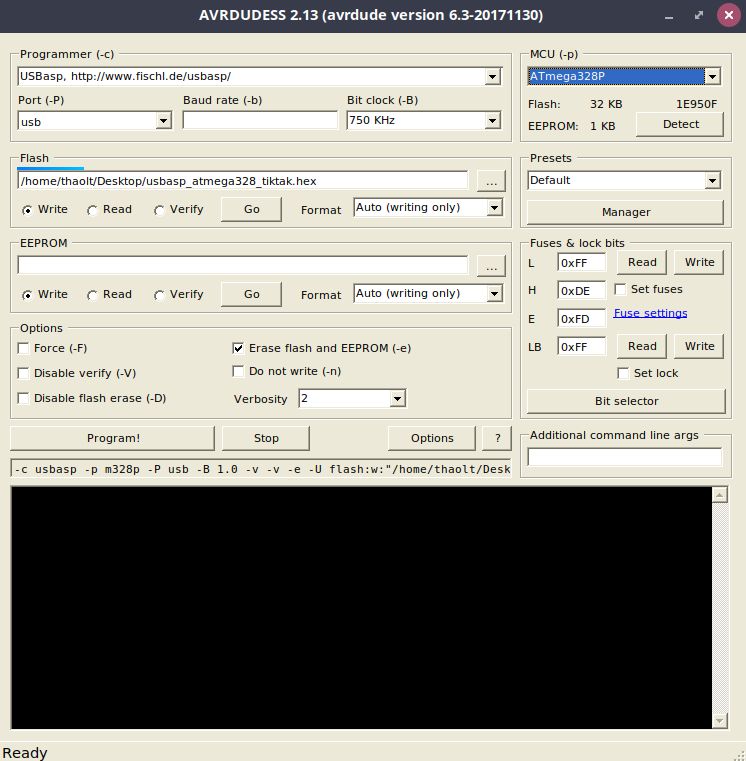 AVRDUDESS 2.13 (avrdude version 6.3-20171130)
Programmer (-c)
USBasp, http://www.fischl.de/usbasp/
Port (-P)
Baud rate (-b)
Bit clock (-B)
usb
750 KHz
MCU (-p)
ATmega328P
Flash:
32 KB
1E950F
EEPROM:
1 KB
Detect
Flash
/home/thaolt/Desktop/usbasp_atmega328_tiktak.hex
...
Write
Read
Verify
Go
Format
Auto (writing only)
Presets
Default
Manager
EEPROM
...
Write
Read
Verify
Go
Format
Auto (writing only)
Fuses & lock bits
L
0xFF
Read
Write
H
0xDE
Set fuses
E
0xFD
Fuse settings
LB
0xFF
Read
Write
Set lock
Bit selector
Options
Force (-F)
Erase flash and EEPROM (-e)
Disable verify (-V)
Do not write (-n)
Disable flash erase (-D)
Verbosity
2
Program!
Stop
Options
?
Additional command line args
-c usbasp -p m328p -P usb -B 1.0 -v -v -e -U flash:w:"/home/thaolt/Desk
Ready